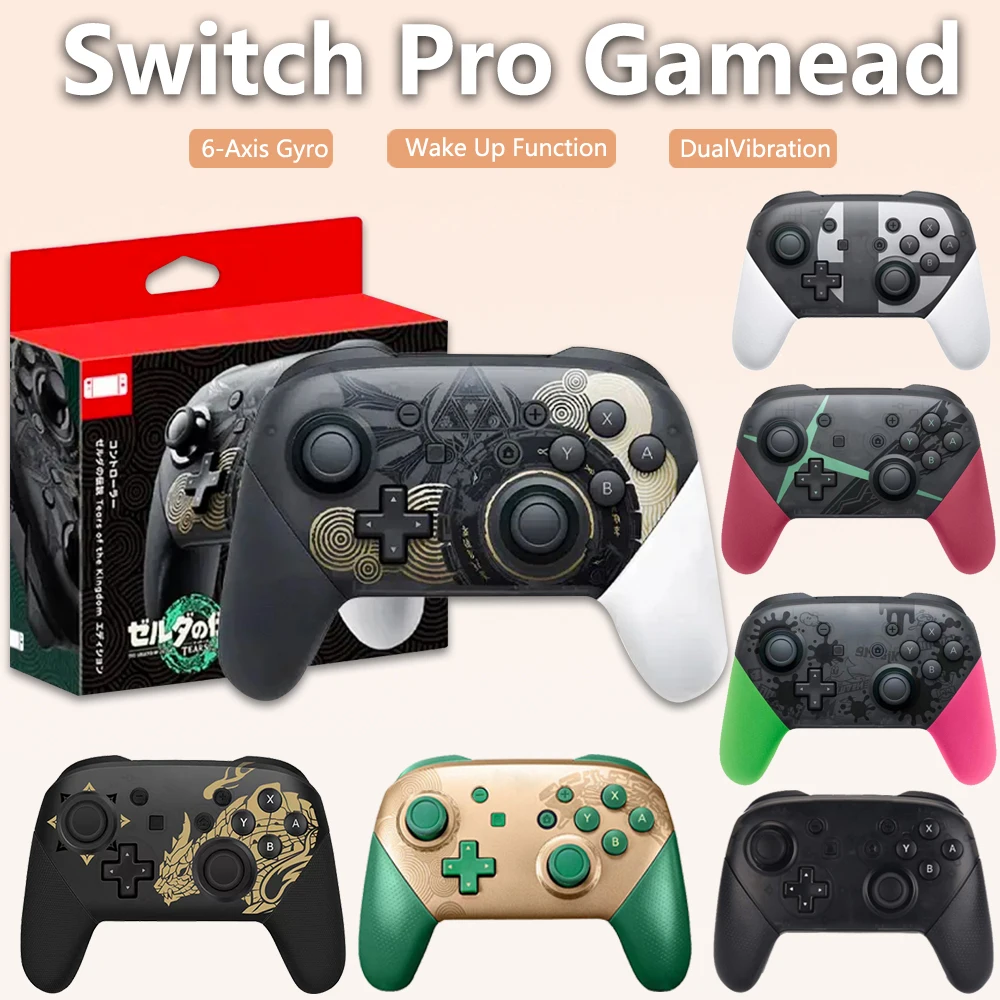 Switch Pro Gamead
6-Axis Gyro
Wake Up Function
DualVibration
コントローラー
ゼルダの伝説 Tears of the Kingdom エディション
ゼルダの
TEARS
X
Y
A
B
X
Y
A
B
X
Y
A
B
X
Y
A
B
X
Y
A
B
X
Y
A
B
X
Y
A
B